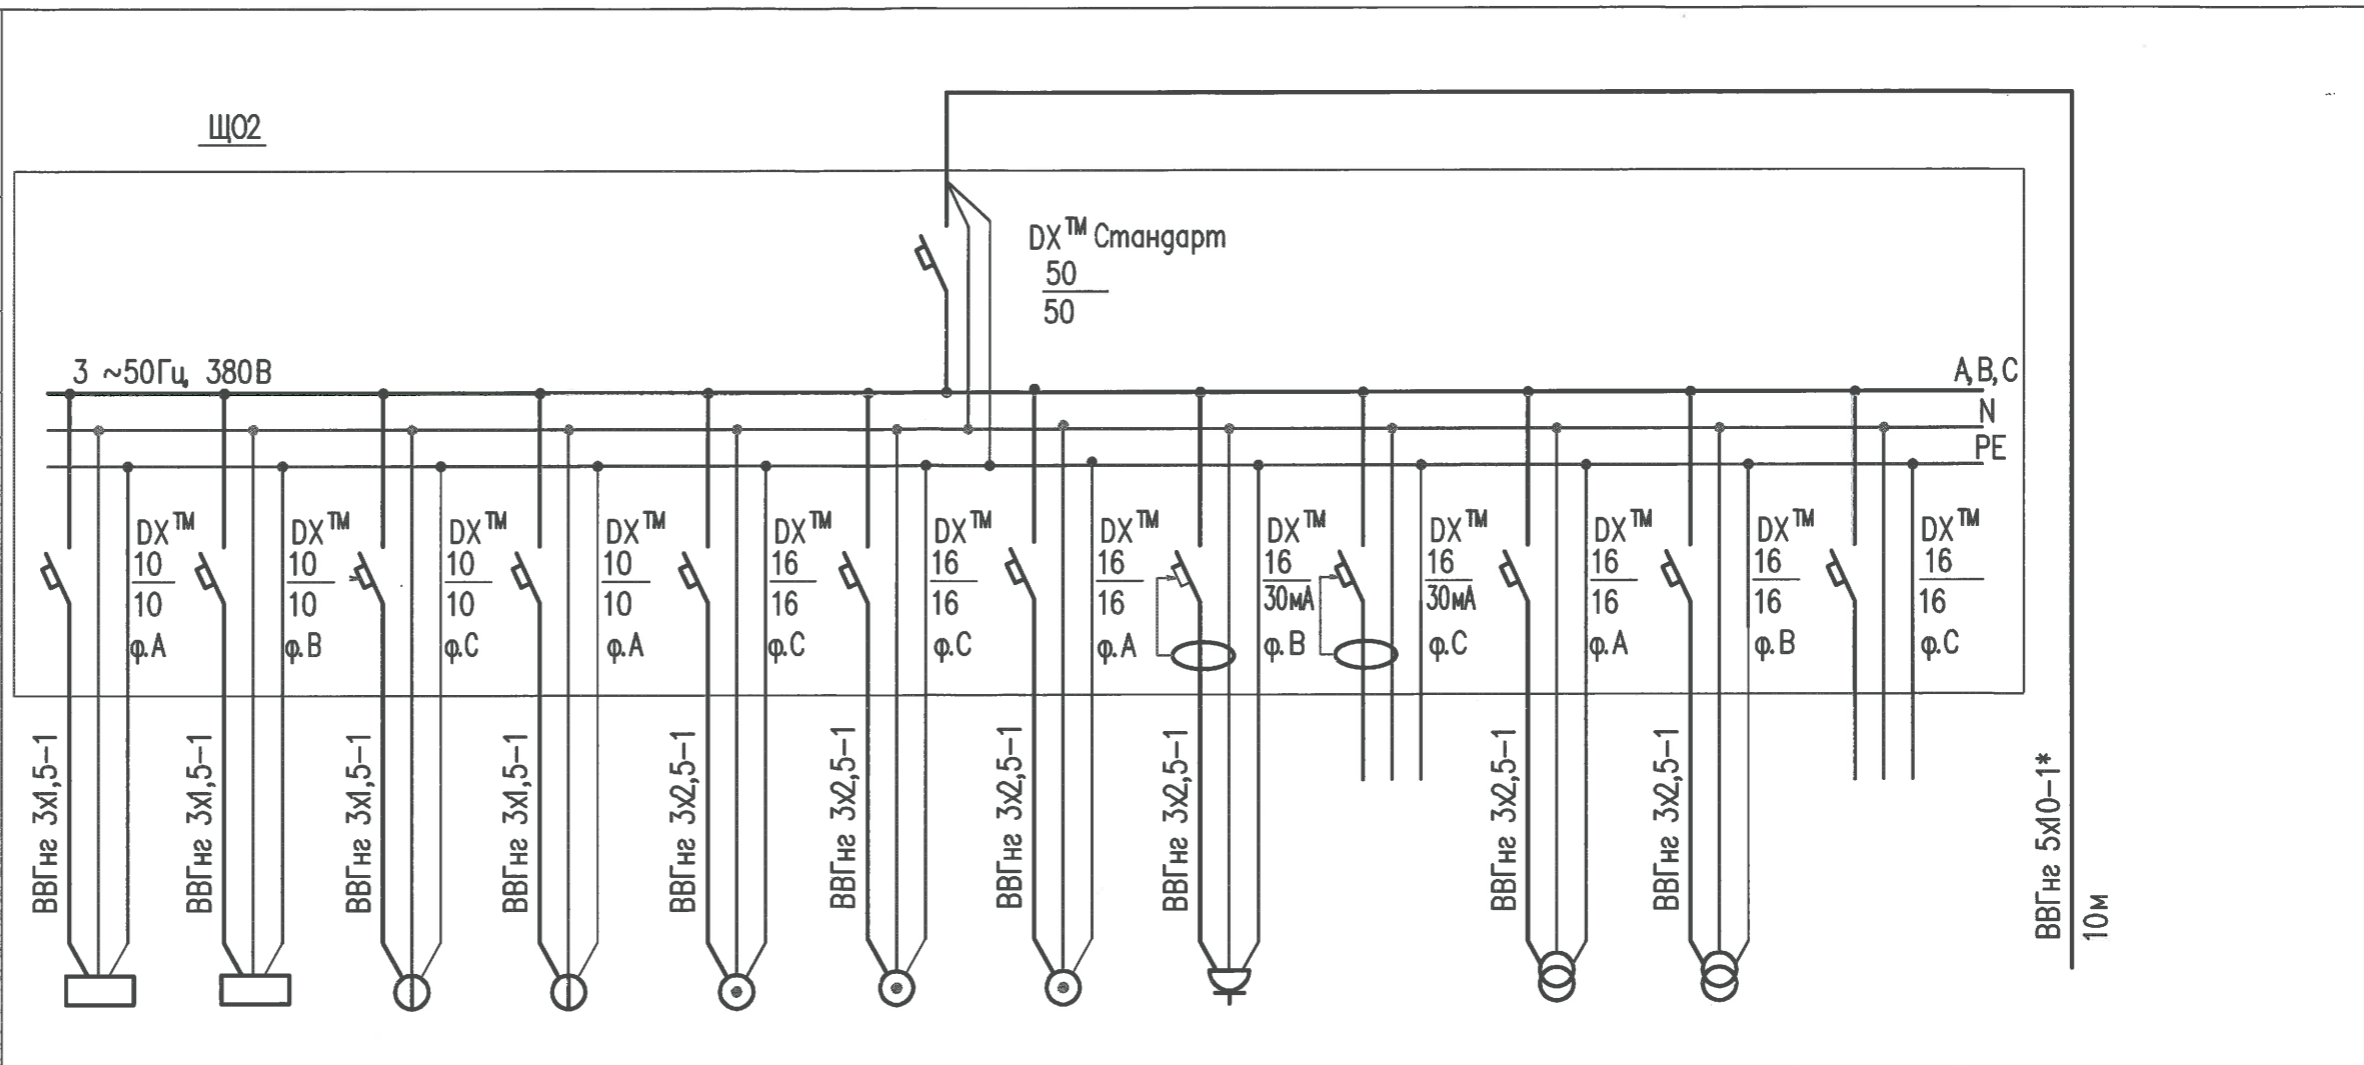 ЩО2
DX™ Стандарт
50
50
3 ~50Гц, 380В
A, B, C
N
PE
DX™
10
10
φ.A
DX™
10
10
φ.B
DX™
10
10
φ.C
DX™
10
10
φ.A
DX™
16
16
φ.C
DX™
16
16
φ.C
DX™
16
16
φ.A
DX™
16
30мА
φ.B
DX™
16
30мА
φ.C
DX™
16
16
φ.A
DX™
16
16
φ.B
DX™
16
16
φ.C
ВВГнг 3х1,5-1
ВВГнг 3х1,5-1
ВВГнг 3х1,5-1
ВВГнг 3х1,5-1
ВВГнг 3х2,5-1
ВВГнг 3х2,5-1
ВВГнг 3х2,5-1
ВВГнг 3х2,5-1
ВВГнг 3х2,5-1
ВВГнг 3х2,5-1
ВВГнг 5х10-1*
10м